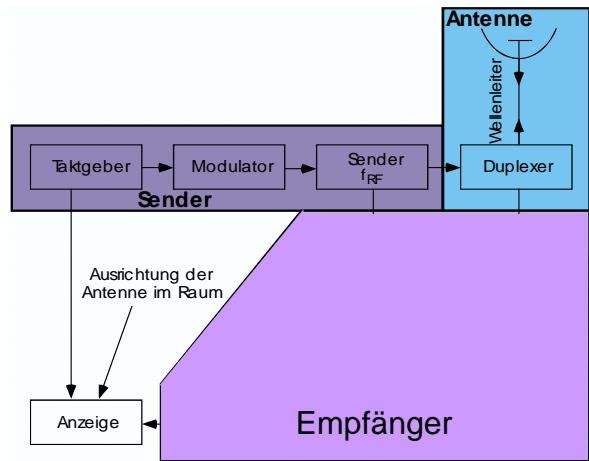 Antenne
Wellenleiter
Taktgeber
Modulator
Sender
fRF
Duplexer
Sender
Ausrichtung der
Antenne im Raum
Anzeige
Empfänger